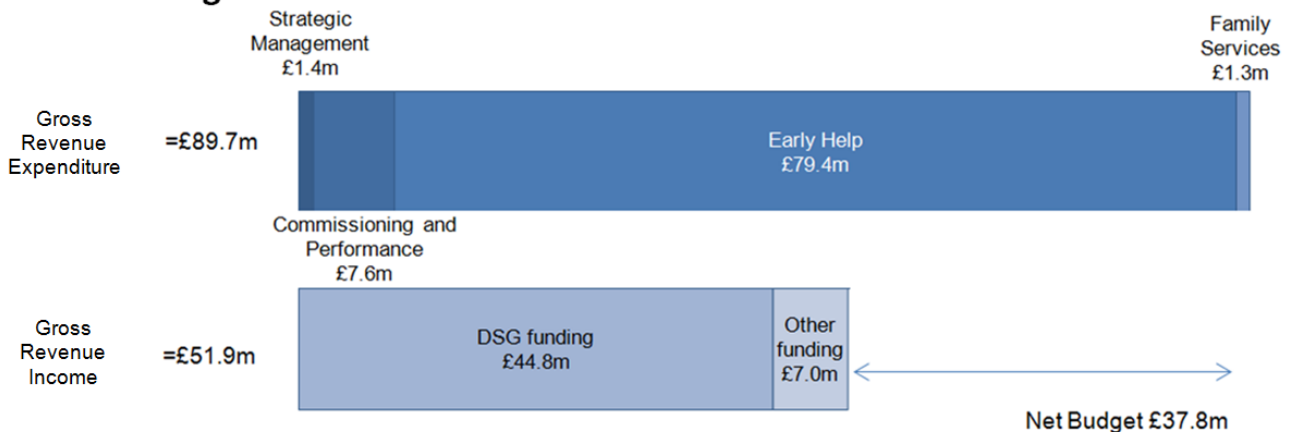 Strategic
Management
£1.4m
Family
Services
£1.3m
Gross
Revenue
Expenditure
=£89.7m
Early Help
£79.4m
Commissioning and
Performance
£7.6m
Gross
Revenue
Income
=£51.9m
DSG funding
£44.8m
Other
funding
£7.0m
Net Budget £37.8m